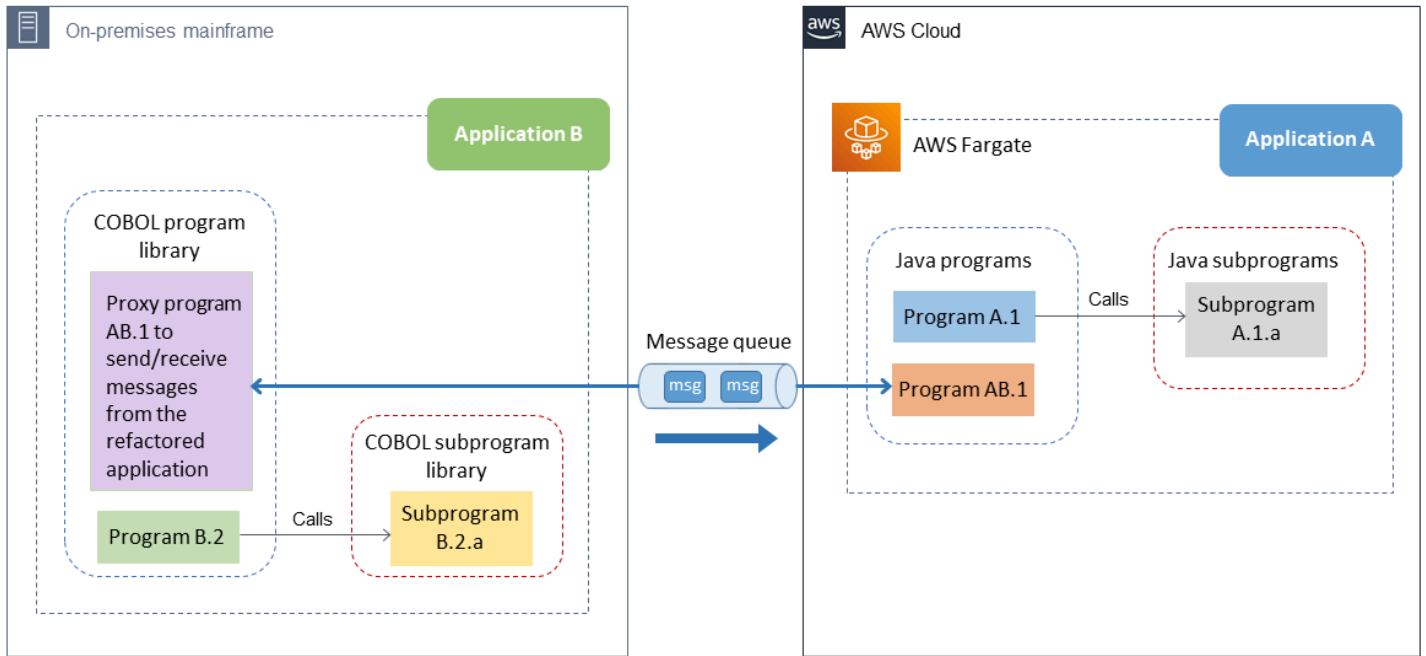 On-premises mainframe
Application B
COBOL program
library
Proxy program
AB.1 to
send/receive
messages
from the
refactored
application
Program B.2
Calls
COBOL subprogram
library
Subprogram
B.2.a
Message queue
msg
msg
aws
AWS Cloud
AWS Fargate
Application A
Java programs
Program A.1
Program AB.1
Calls
Java subprograms
Subprogram
A.1.a